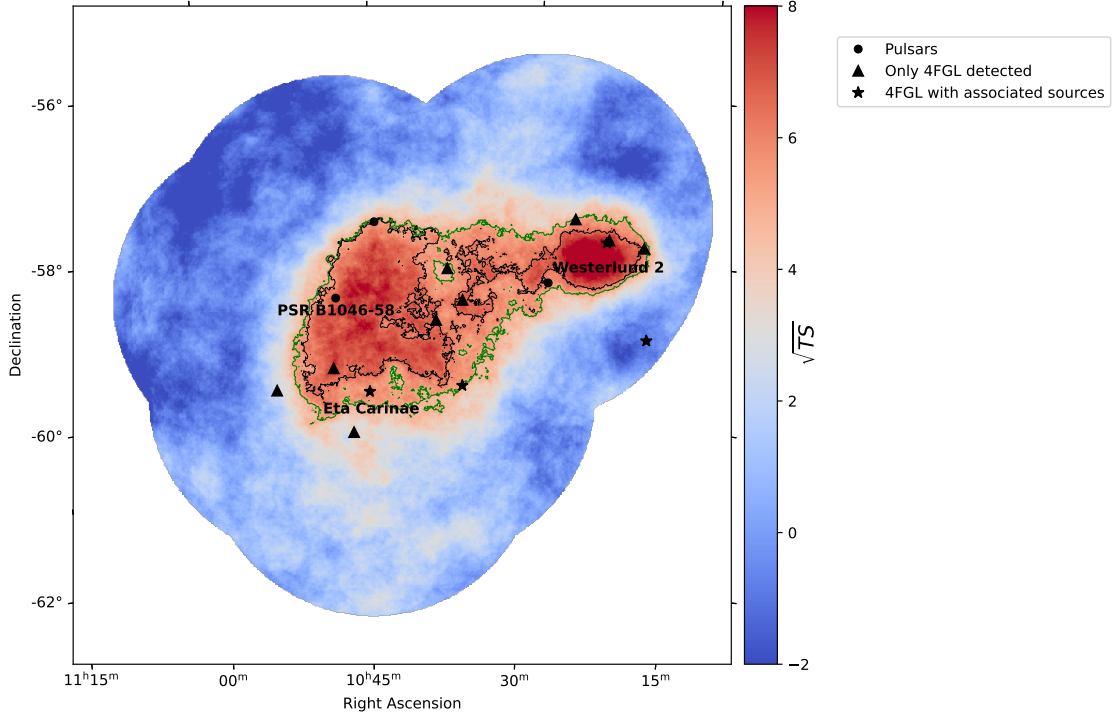 Pulsars
Only 4FGL detected
4FGL with associated sources
-56°
-58°
-60°
-62°
Declination
Westerlund 2
PSR B1046-58
Eta Carinae
11ʰ15ᵐ
00ᵐ
10ʰ45ᵐ
30ᵐ
15ᵐ
Right Ascension
8
6
4
2
0
−2
√TS